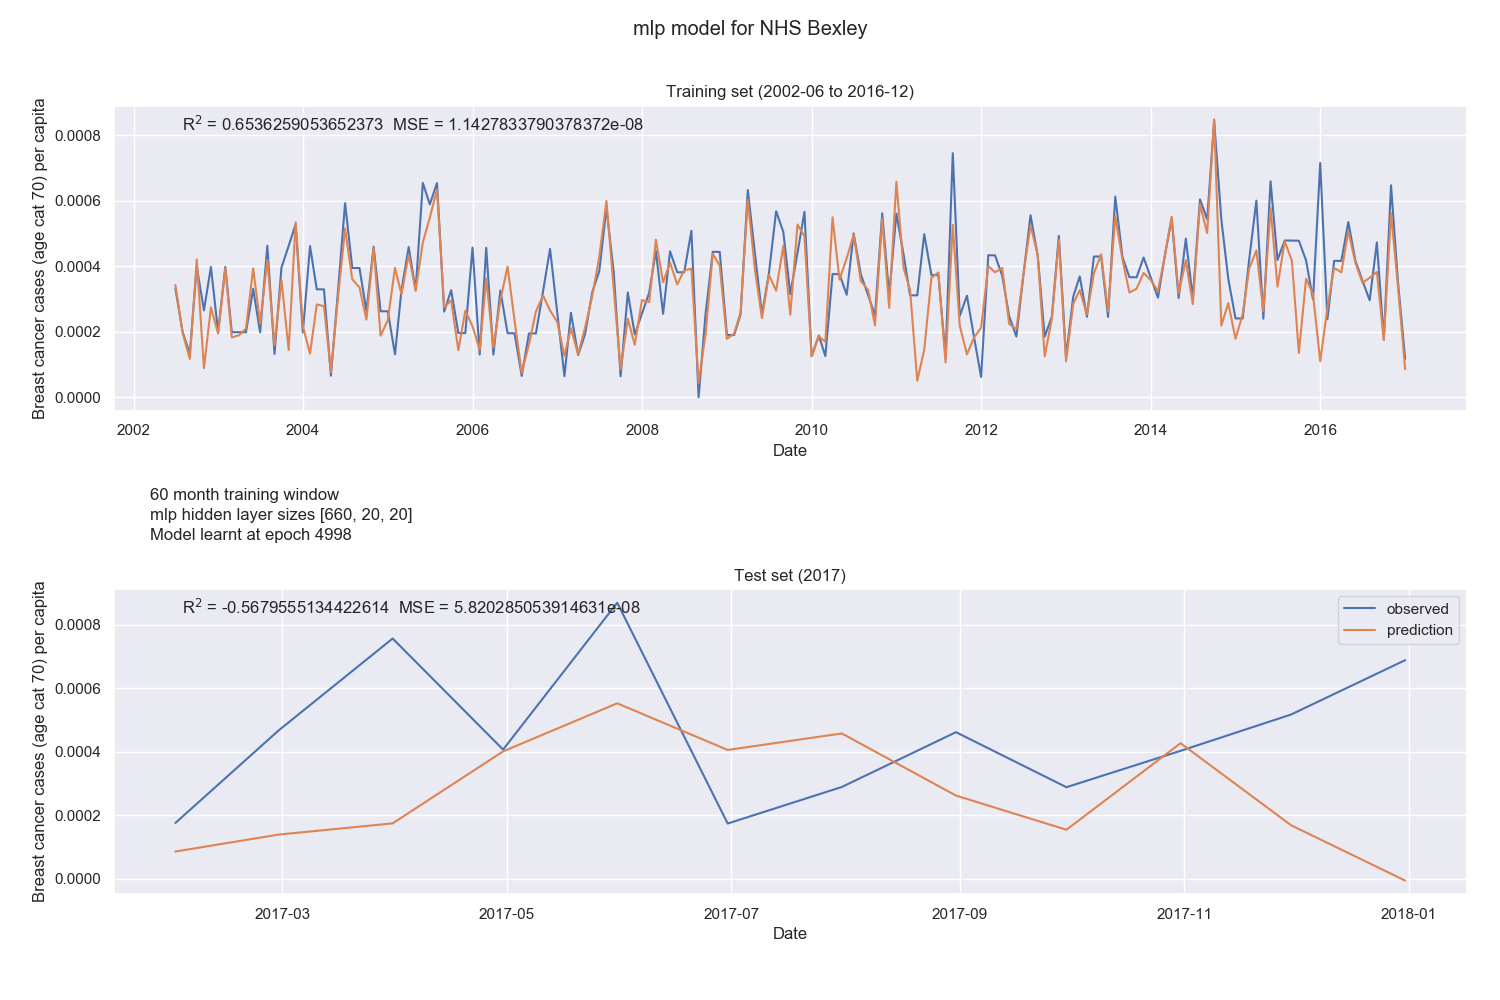 mlp model for NHS Bexley
Training set (2002-06 to 2016-12)
R² = 0.6536259053652373 MSE = 1.1427833790378372e-08
Breast cancer cases (age cat 70) per capita
0.0008
0.0006
0.0004
0.0002
0.0000
2002 2004 2006 2008 2010 2012 2014 2016
Date
60 month training window
mlp hidden layer sizes [660, 20, 20]
Model learnt at epoch 4998
Test set (2017)
R² = -0.5679555134422614 MSE = 5.820285053914631e-08
observed
prediction
Breast cancer cases (age cat 70) per capita
0.0008
0.0006
0.0004
0.0002
0.0000
2017-03 2017-05 2017-07 2017-09 2017-11 2018-01
Date